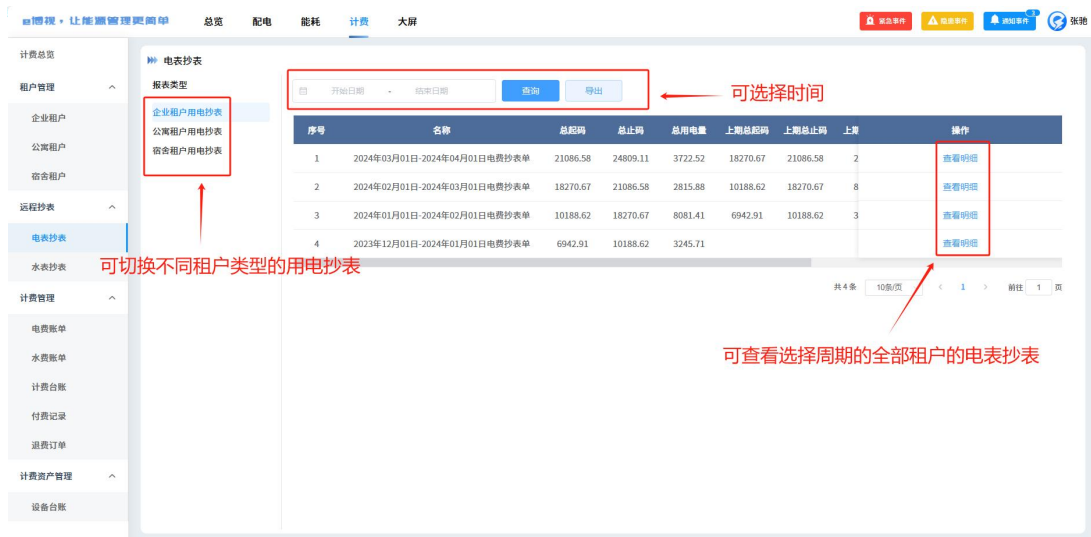 e博视·让能源管理更简单 总览 配电 能耗 计费 大屏 紧急事件 隐患事件 通知事件 3 张驰
计费总览
租户管理
企业租户
公寓租户
宿舍租户
远程抄表
电表抄表
水表抄表
计费管理
电费账单
水费账单
计费台账
付费记录
退费订单
计费资产管理
设备台账
电表抄表
报表类型
企业租户用电抄表
公寓租户用电抄表
宿舍租户用电抄表
可切换不同租户类型的用电抄表
开始日期 - 结束日期 查询 导出
可选择时间
序号 名称 总起码 总止码 总用电量 上期总起码 上期总止码 上期 操作
1 2024年03月01日-2024年04月01日电费抄表单 21086.58 24809.11 3722.52 18270.67 21086.58 2 查看明细
2 2024年02月01日-2024年03月01日电费抄表单 18270.67 21086.58 2815.88 10188.62 18270.67 8 查看明细
3 2024年01月01日-2024年02月01日电费抄表单 10188.62 18270.67 8081.41 6942.91 10188.62 3 查看明细
4 2023年12月01日-2024年01月01日电费抄表单 6942.91 10188.62 3245.71 查看明细
共 4 条 10条/页 < 1 > 前往 1 页
可查看选择周期的全部租户的电表抄表